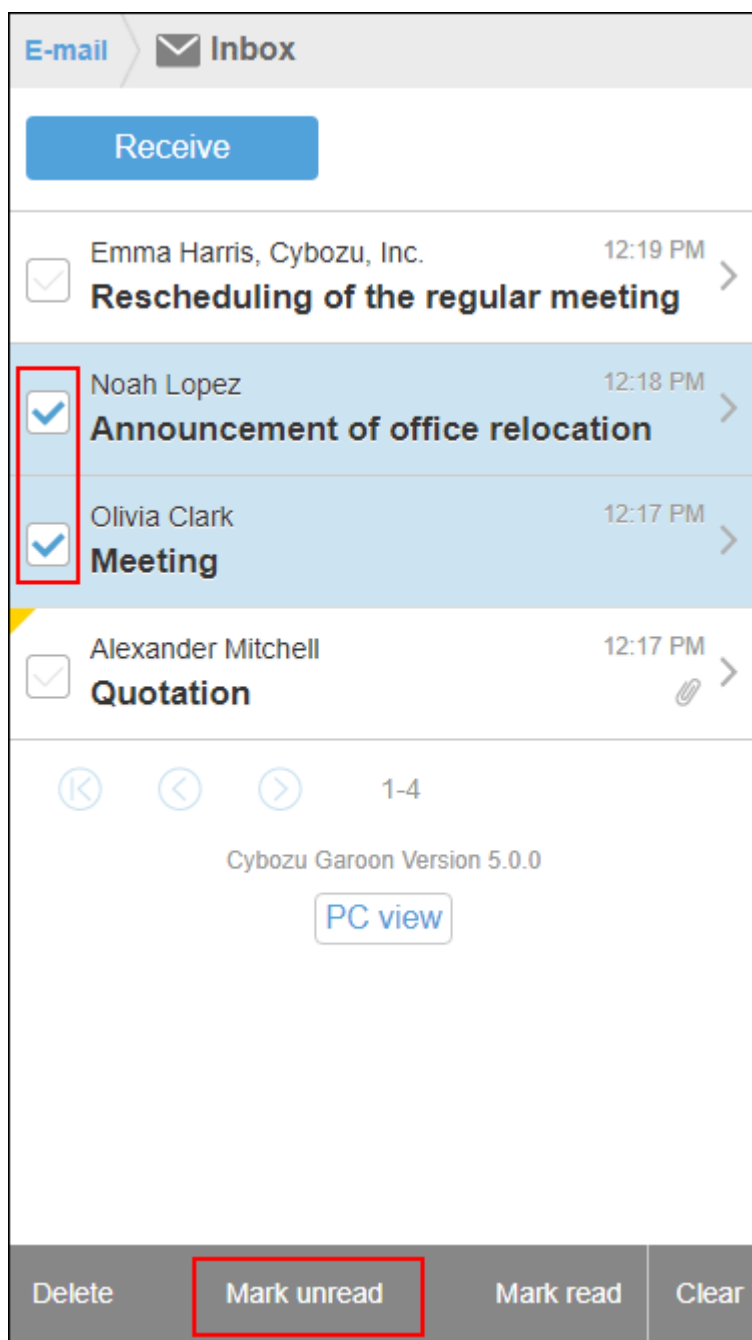 E-mail Inbox
Receive
Emma Harris, Cybozu, Inc. 12:19 PM
Rescheduling of the regular meeting
Noah Lopez 12:18 PM
Announcement of office relocation
Olivia Clark 12:17 PM
Meeting
Alexander Mitchell 12:17 PM
Quotation
1-4
Cybozu Garoon Version 5.0.0
PC view
Delete Mark unread Mark read Clear